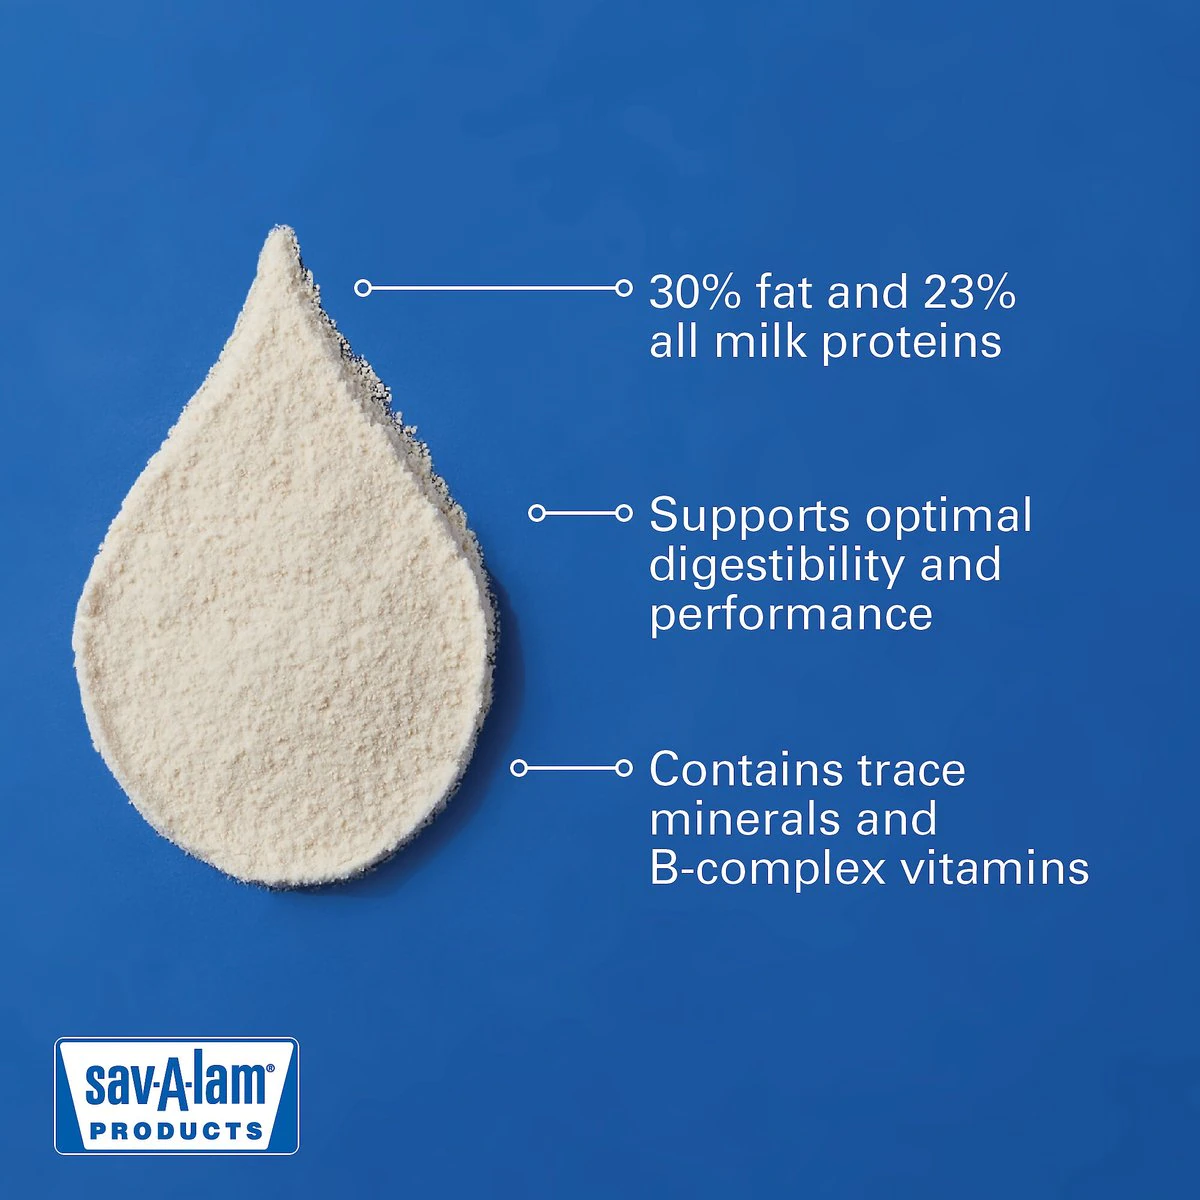 30% fat and 23%
all milk proteins
Supports optimal
digestibility and
performance
Contains trace
minerals and
B-complex vitamins
sav-A-lam®
PRODUCTS